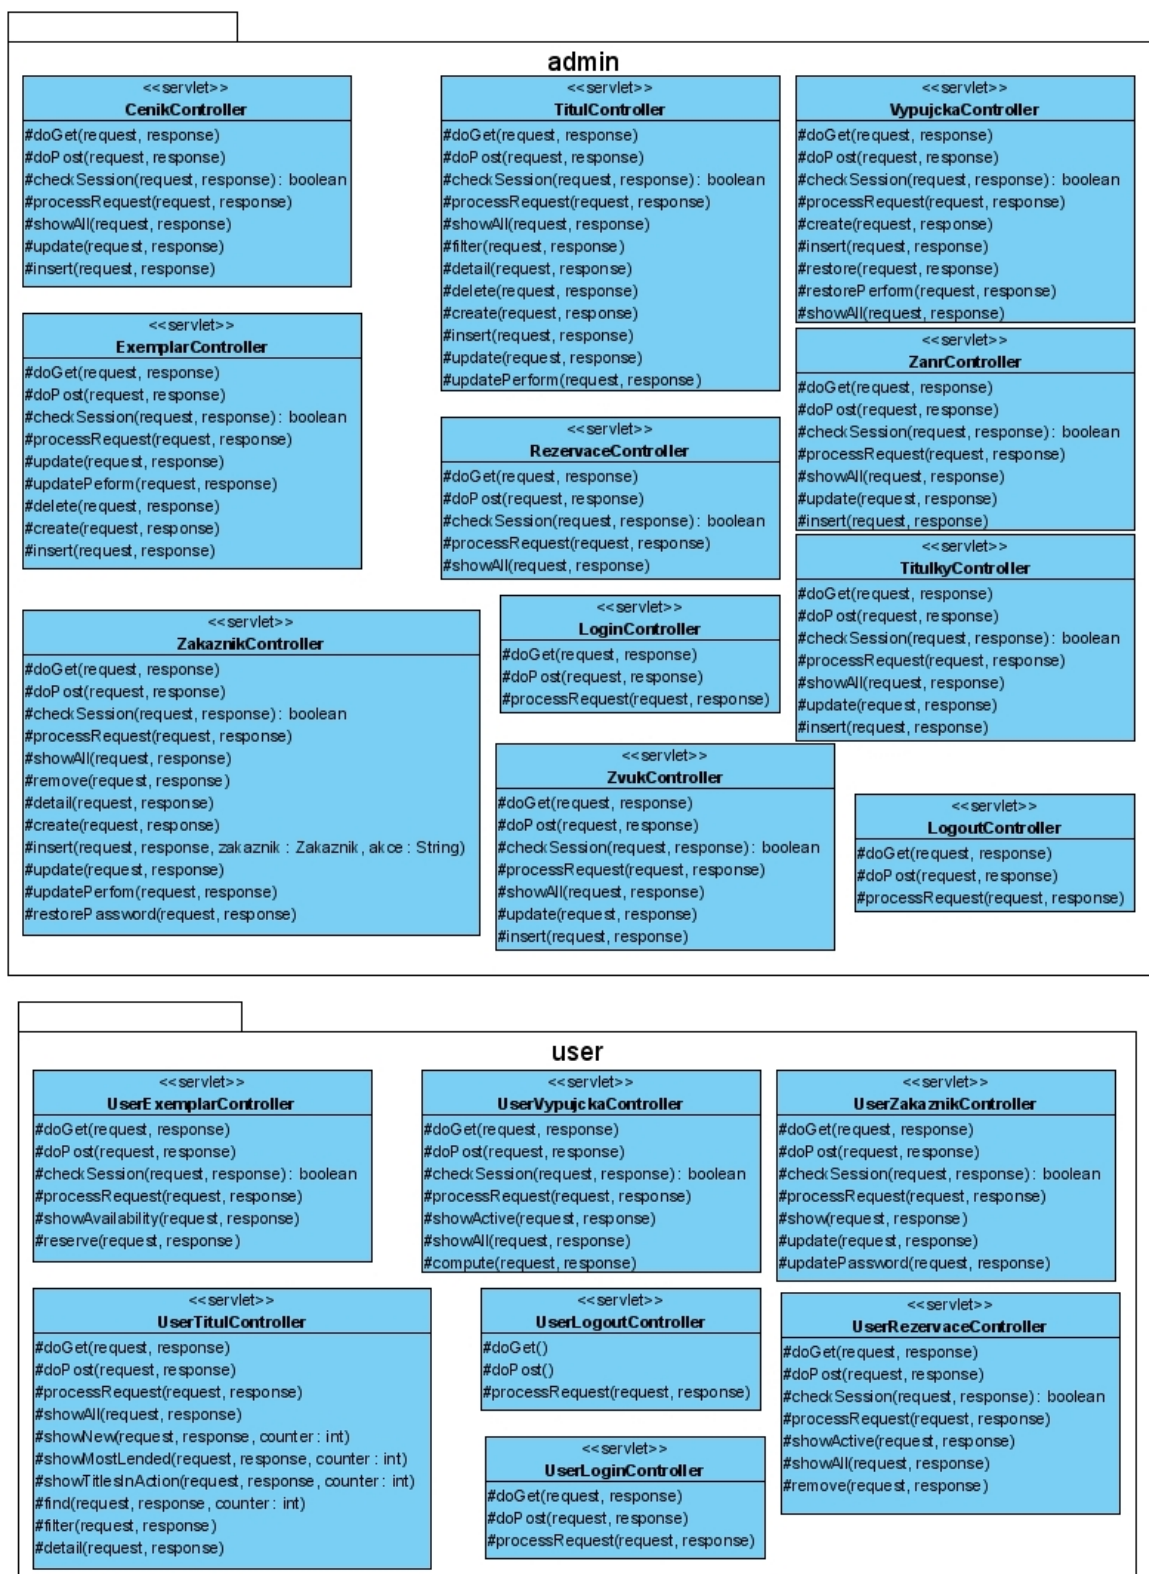 admin
<<servlet>>
CenikController
#doGet(request, response)
#doPost(request, response)
#checkSession(request, response) : boolean
#processRequest(request, response)
#showAll(request, response)
#update(request, response)
#insert(request, response)
<<servlet>>
TitulController
#doGet(request, response)
#doPost(request, response)
#checkSession(request, response) : boolean
#processRequest(request, response)
#showAll(request, response)
#filter(request, response)
#detail(request, response)
#delete(request, response)
#create(request, response)
#insert(request, response)
#update(request, response)
#updatePerform(request, response)
<<servlet>>
VypujckaController
#doGet(request, response)
#doPost(request, response)
#checkSession(request, response) : boolean
#processRequest(request, response)
#create(request, response)
#insert(request, response)
#restore(request, response)
#restorePerform(request, response)
#showAll(request, response)
<<servlet>>
ExemplarController
#doGet(request, response)
#doPost(request, response)
#checkSession(request, response) : boolean
#processRequest(request, response)
#update(request, response)
#updatePeform(request, response)
#delete(request, response)
#create(request, response)
#insert(request, response)
<<servlet>>
ZanrController
#doGet(request, response)
#doPost(request, response)
#checkSession(request, response) : boolean
#processRequest(request, response)
#showAll(request, response)
#update(request, response)
#insert(request, response)
<<servlet>>
RezervaceController
#doGet(request, response)
#doPost(request, response)
#checkSession(request, response) : boolean
#processRequest(request, response)
#showAll(request, response)
<<servlet>>
TitulkyController
#doGet(request, response)
#doPost(request, response)
#checkSession(request, response) : boolean
#processRequest(request, response)
#showAll(request, response)
#update(request, response)
#insert(request, response)
<<servlet>>
LoginController
#doGet(request, response)
#doPost(request, response)
#processRequest(request, response)
<<servlet>>
ZakaznikController
#doGet(request, response)
#doPost(request, response)
#checkSession(request, response) : boolean
#processRequest(request, response)
#showAll(request, response)
#remove(request, response)
#detail(request, response)
#create(request, response)
#insert(request, response, zakaznik : Zakaznik, akce : String)
#update(request, response)
#updatePerfom(request, response)
#restorePassword(request, response)
<<servlet>>
ZvukController
#doGet(request, response)
#doPost(request, response)
#checkSession(request, response) : boolean
#processRequest(request, response)
#showAll(request, response)
#update(request, response)
#insert(request, response)
<<servlet>>
LogoutController
#doGet(request, response)
#doPost(request, response)
#processRequest(request, response)
user
<<servlet>>
UserExemplarController
#doGet(request, response)
#doPost(request, response)
#checkSession(request, response) : boolean
#processRequest(request, response)
#showAvailability(request, response)
#reserve(request, response)
<<servlet>>
UserVypujckaController
#doGet(request, response)
#doPost(request, response)
#checkSession(request, response) : boolean
#processRequest(request, response)
#showActive(request, response)
#showAll(request, response)
#compute(request, response)
<<servlet>>
UserZakaznikController
#doGet(request, response)
#doPost(request, response)
#checkSession(request, response) : boolean
#processRequest(request, response)
#show(request, response)
#update(request, response)
#updatePassword(request, response)
<<servlet>>
UserTitulController
#doGet(request, response)
#doPost(request, response)
#processRequest(request, response)
#showAll(request, response)
#showNew(request, response, counter : int)
#showMostLended(request, response, counter : int)
#showTitlesInAction(request, response, counter : int)
#find(request, response, counter : int)
#filter(request, response)
#detail(request, response)
<<servlet>>
UserLogoutController
#doGet()
#doPost()
#processRequest(request, response)
<<servlet>>
UserRezervaceController
#doGet(request, response)
#doPost(request, response)
#checkSession(request, response) : boolean
#processRequest(request, response)
#showActive(request, response)
#showAll(request, response)
#remove(request, response)
<<servlet>>
UserLoginController
#doGet(request, response)
#doPost(request, response)
#processRequest(request, response)